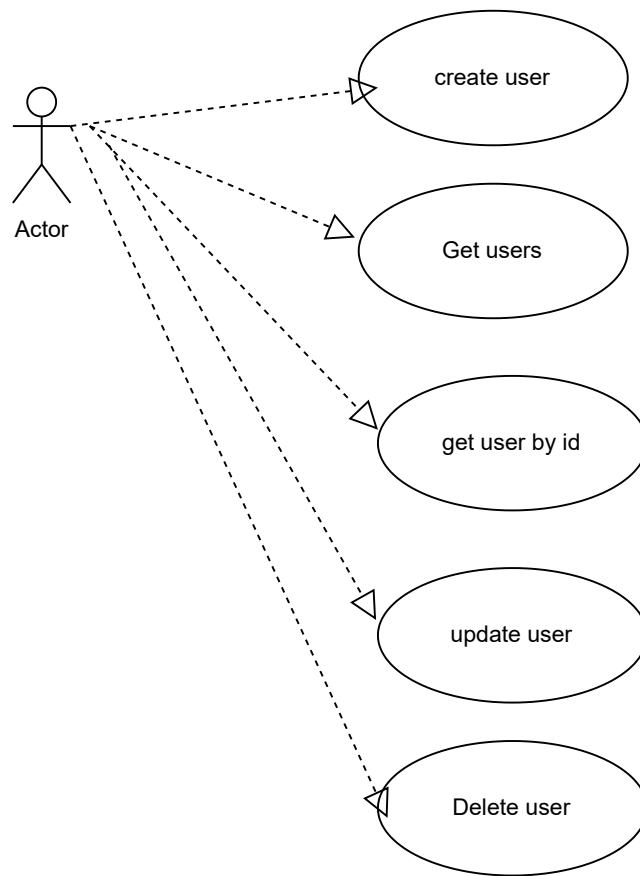 create user
Actor
Get users
get user by id
update user
Delete user